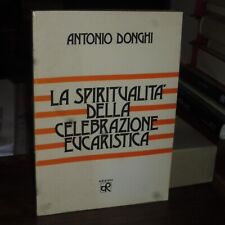 ANTONIO DONGHI
LA SPIRITUALITA'
DELLA
CELEBRAZIONE
EUCARISTICA